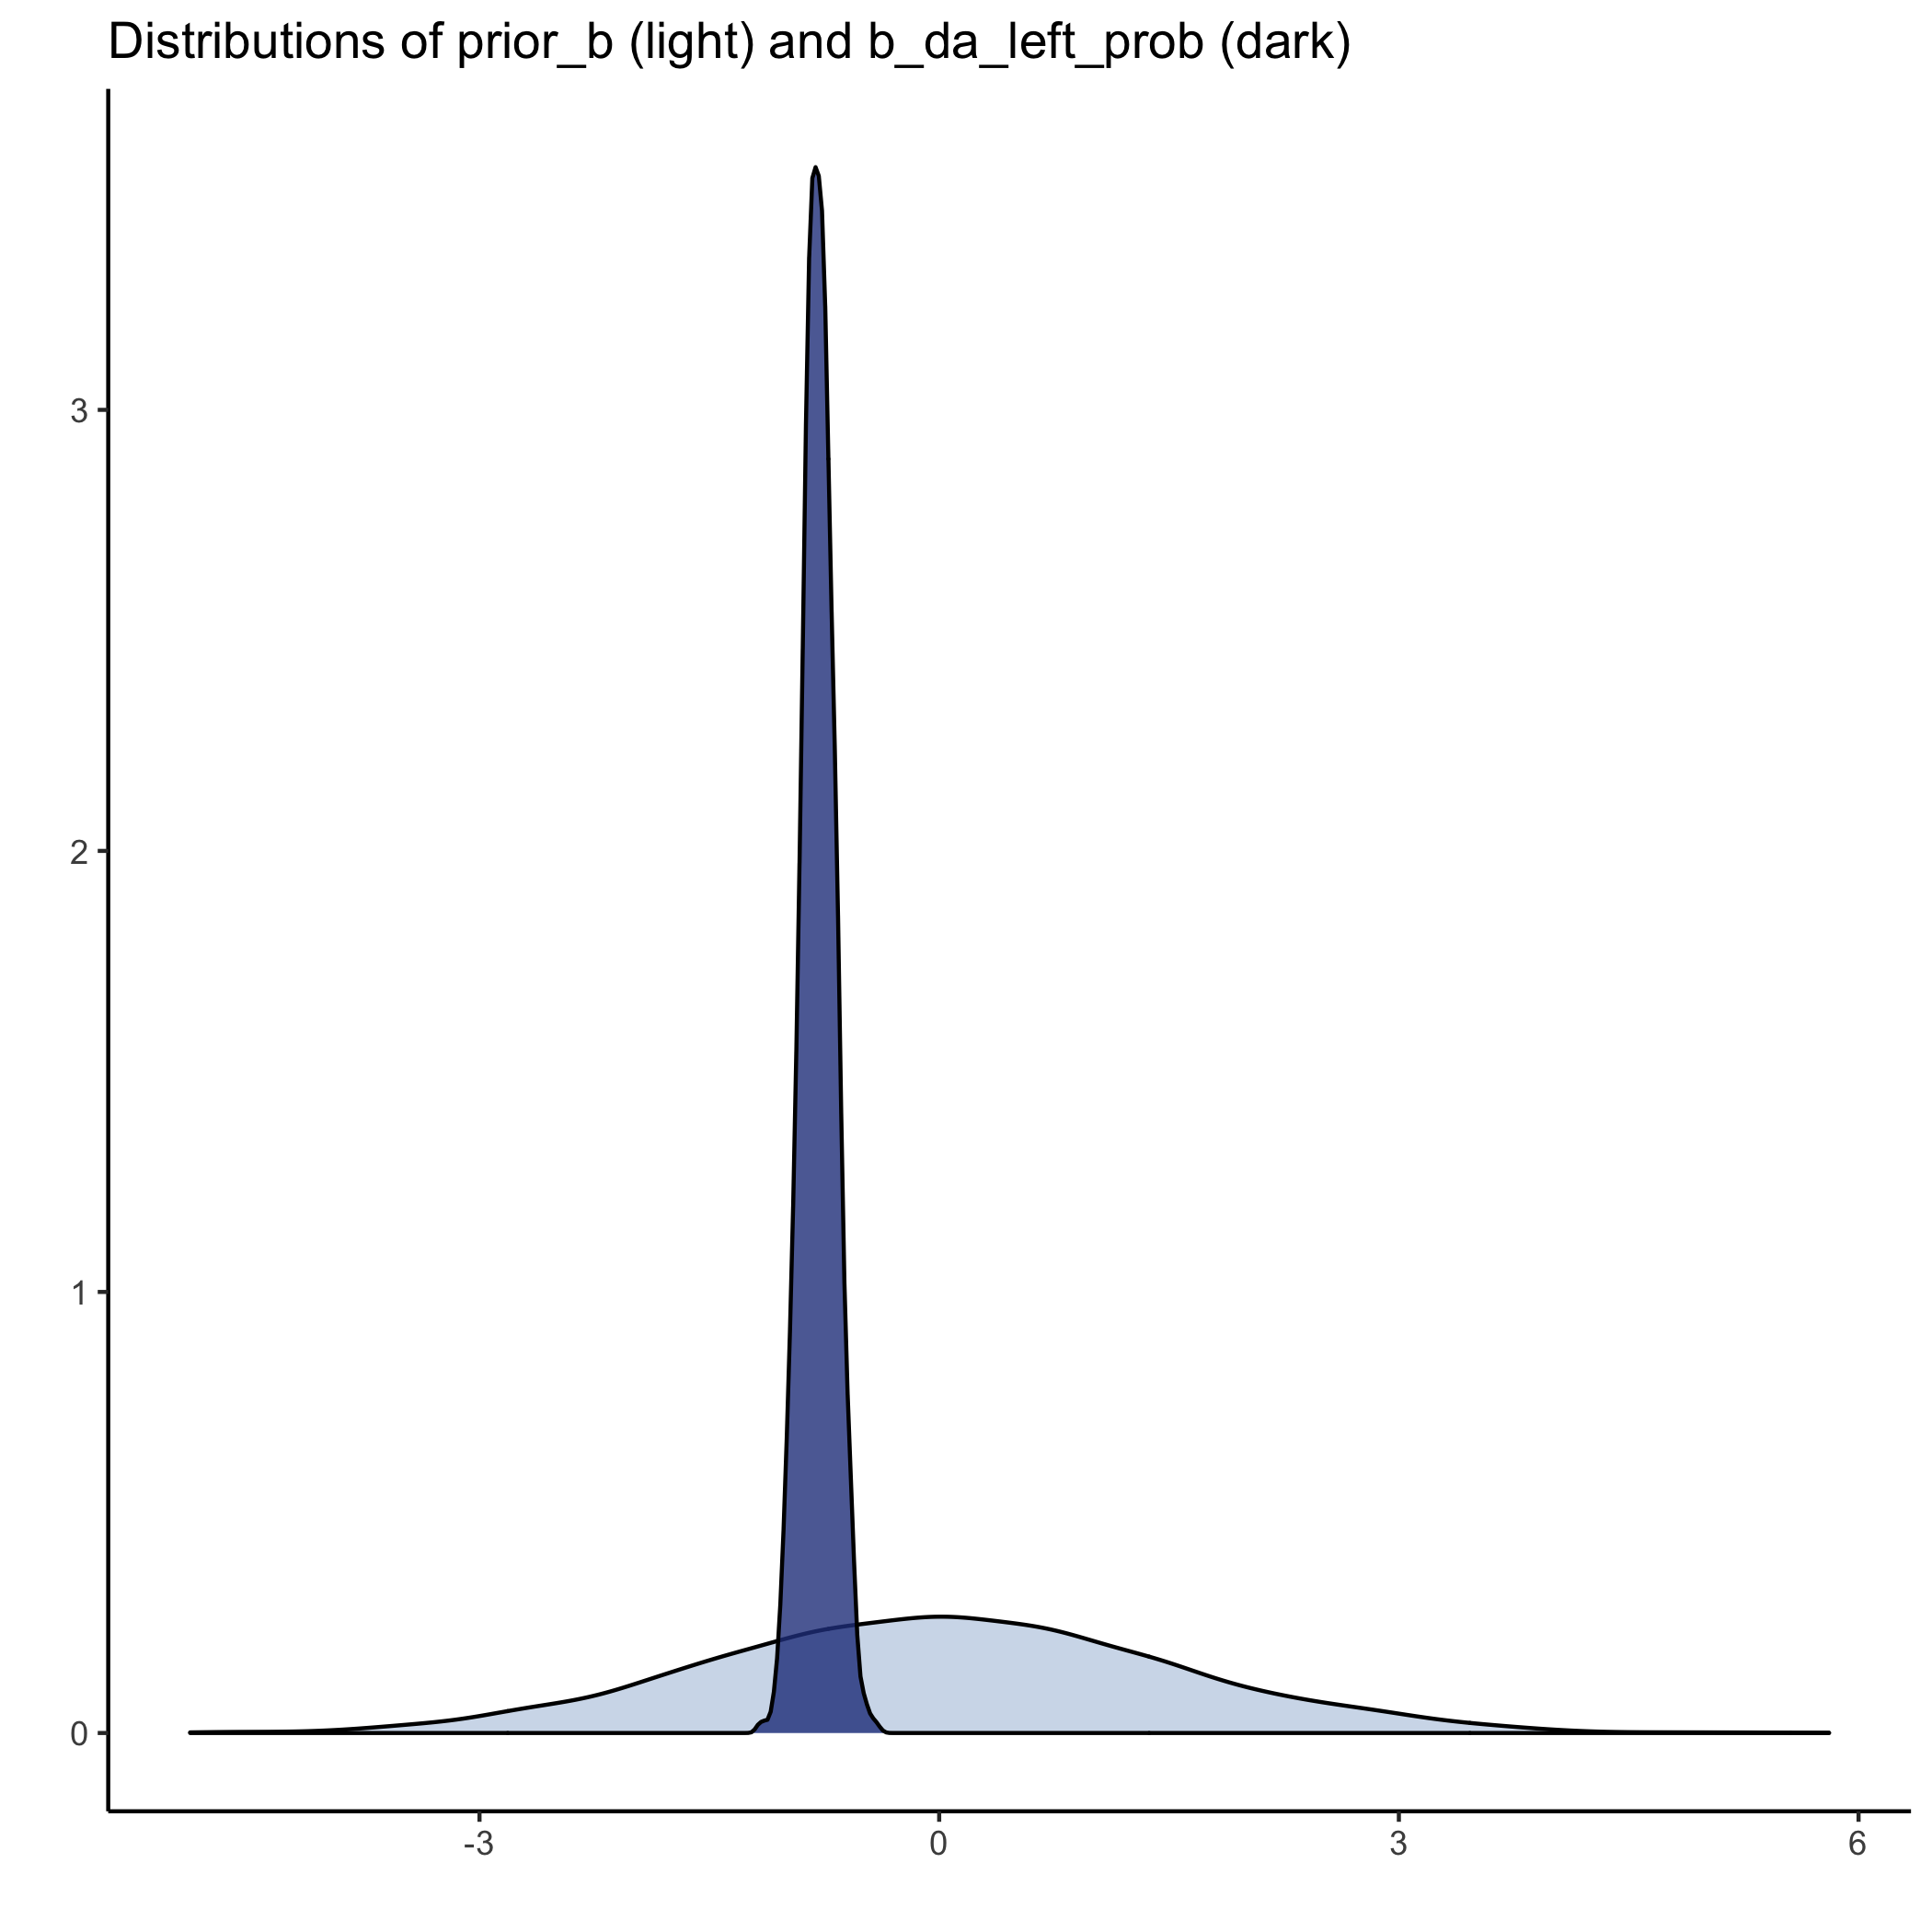 Distributions of prior_b (light) and b_da_left_prob (dark)
3
2
1
0
-3 0 3 6